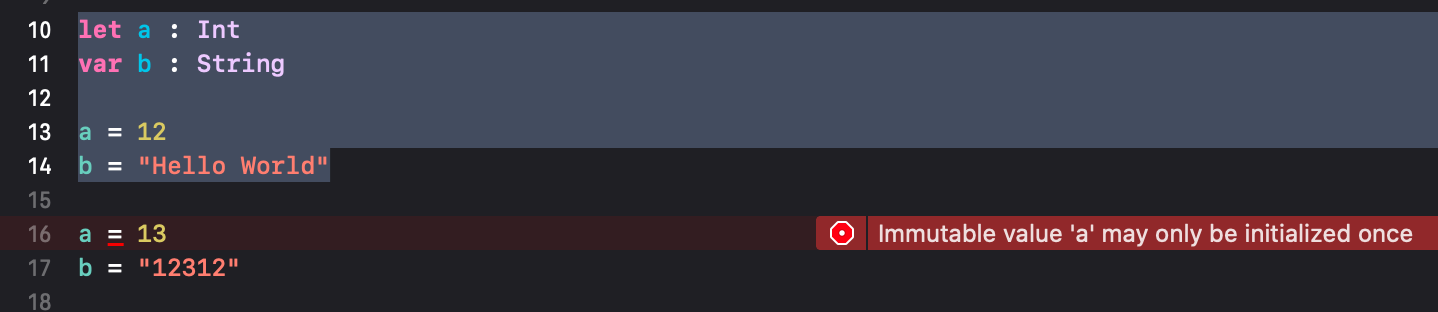 10 let a : Int
11 var b : String
12
13 a = 12
14 b = "Hello World"
15
16 a = 13 Immutable value 'a' may only be initialized once
17 b = "12312"
18